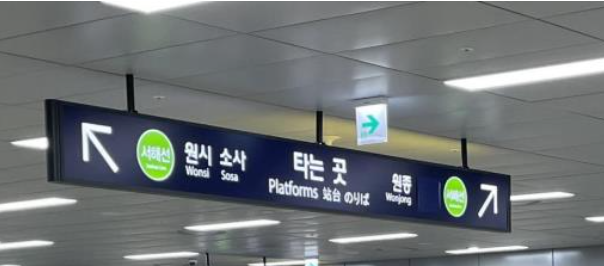 서해선 원시 소사 타는 곳 원종 서해선
Wonsi Sosa Platforms 站台 のりば Wonjong